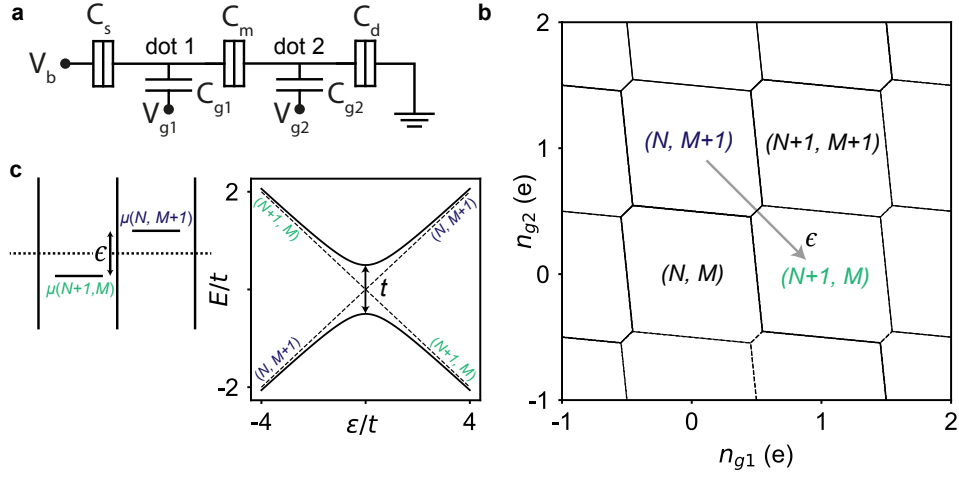 a
C_s
C_m
C_d
dot 1
dot 2
V_b
C_g1
C_g2
V_g1
V_g2
b
2
1
0
-1
n_g2 (e)
(N, M+1)
(N+1, M+1)
ϵ
(N, M)
(N+1, M)
-1
0
1
2
n_g1 (e)
c
μ(N, M+1)
ϵ
μ(N+1,M)
2
-2
E/t
(N+1, M)
(N, M+1)
t
(N, M+1)
(N+1, M)
-4
4
ε/t